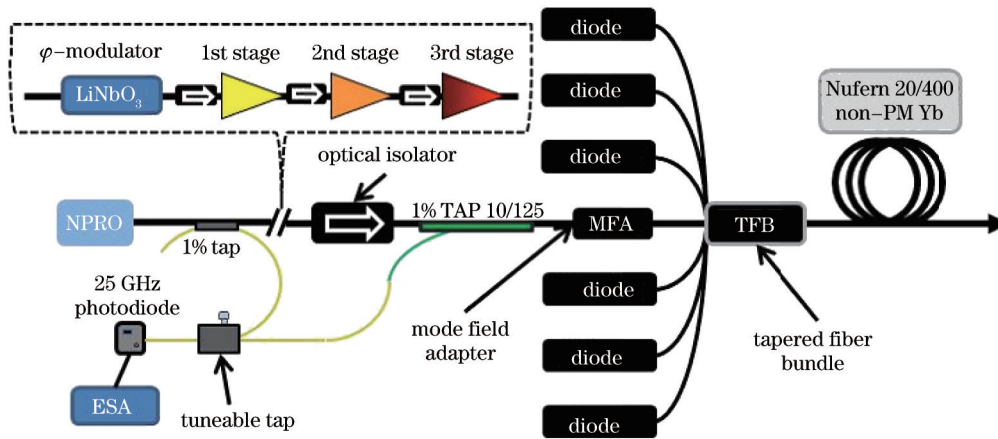 φ-modulator
1st stage
2nd stage
3rd stage
LiNbO₃
optical isolator
NPRO
1% tap
1% TAP 10/125
MFA
TFB
25 GHz
photodiode
ESA
tuneable tap
mode field
adapter
diode
diode
diode
diode
diode
diode
tapered fiber
bundle
Nufern 20/400
non-PM Yb